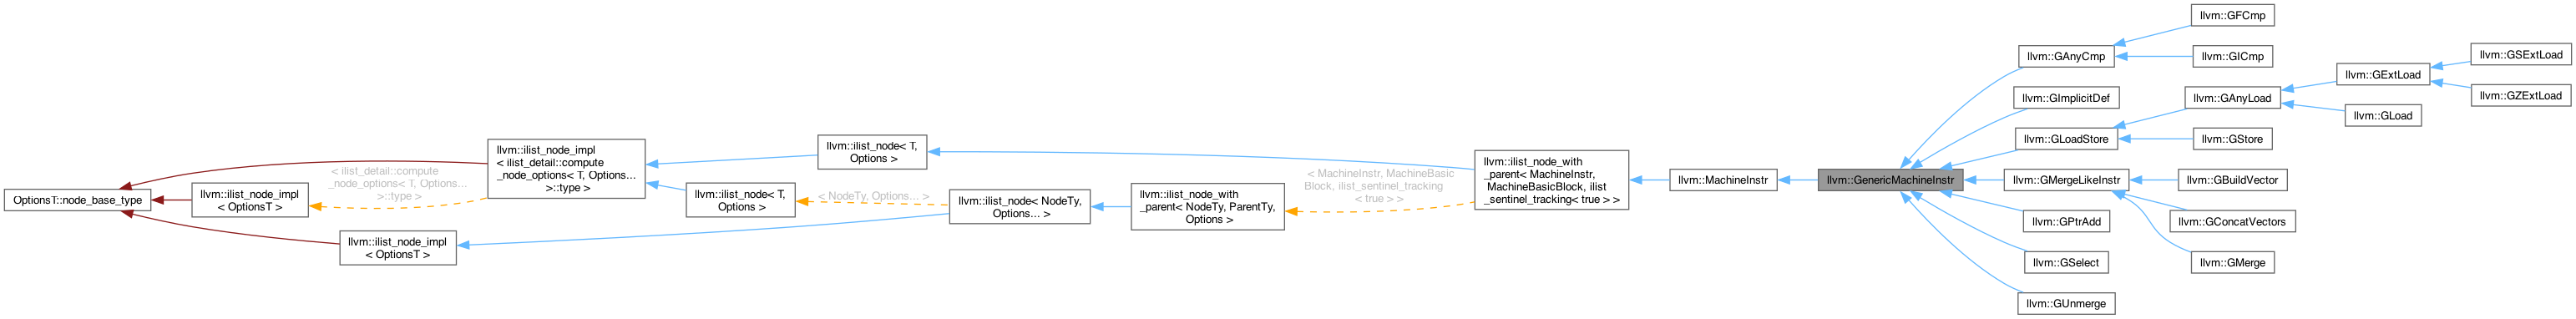 OptionsT::node_base_type
llvm::ilist_node_impl
< OptionsT >
< ilist_detail::compute
_node_options< T, Options...
>::type >
llvm::ilist_node_impl
< OptionsT >
llvm::ilist_node_impl
< ilist_detail::compute
_node_options< T, Options...
>::type >
llvm::ilist_node< T,
Options >
llvm::ilist_node< T,
Options >
< NodeTy, Options... >
llvm::ilist_node< NodeTy,
Options... >
llvm::ilist_node_with
_parent< NodeTy, ParentTy,
Options >
< MachineInstr, MachineBasic
Block, ilist_sentinel_tracking
< true > >
llvm::ilist_node_with
_parent< MachineInstr,
MachineBasicBlock, ilist
_sentinel_tracking< true > >
llvm::MachineInstr
llvm::GenericMachineInstr
llvm::GAnyCmp
llvm::GFCmp
llvm::GICmp
llvm::GImplicitDef
llvm::GLoadStore
llvm::GAnyLoad
llvm::GExtLoad
llvm::GSExtLoad
llvm::GZExtLoad
llvm::GLoad
llvm::GStore
llvm::GMergeLikeInstr
llvm::GBuildVector
llvm::GConcatVectors
llvm::GMerge
llvm::GPtrAdd
llvm::GSelect
llvm::GUnmerge